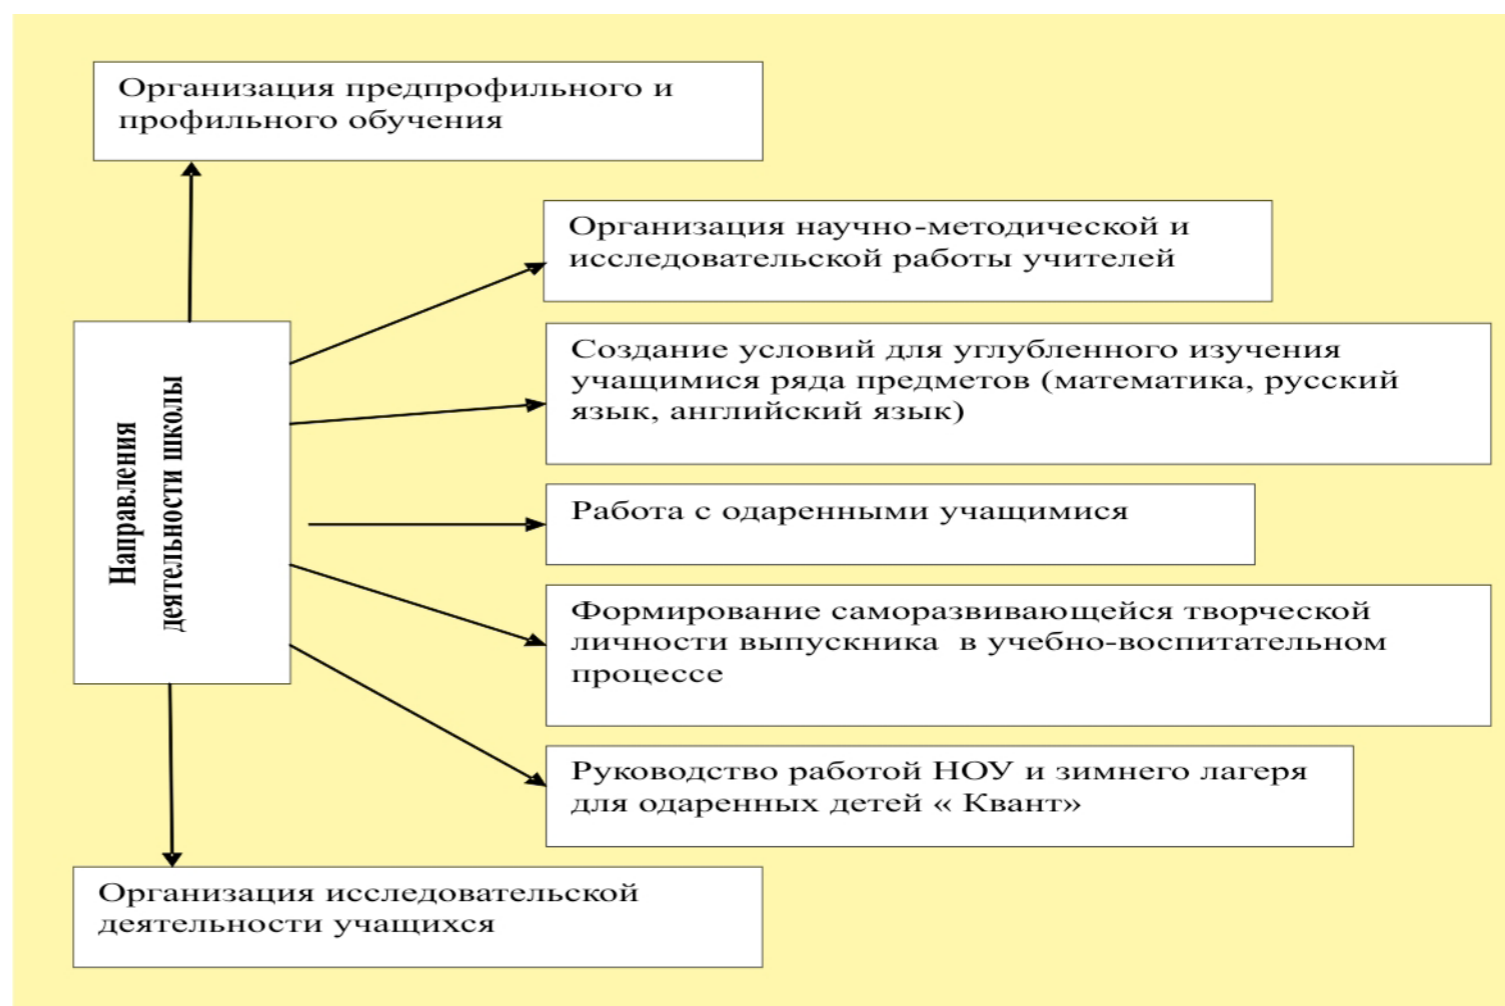 Организация предпрофильного и
профильного обучения
Организация научно-методической и
исследовательской работы учителей
Создание условий для углубленного изучения
учащимися ряда предметов (математика, русский
язык, английский язык)
Направления
деятельности школы
Работа с одаренными учащимися
Формирование саморазвивающейся творческой
личности выпускника в учебно-воспитательном
процессе
Руководство работой НОУ и зимнего лагеря
для одаренных детей « Квант»
Организация исследовательской
деятельности учащихся